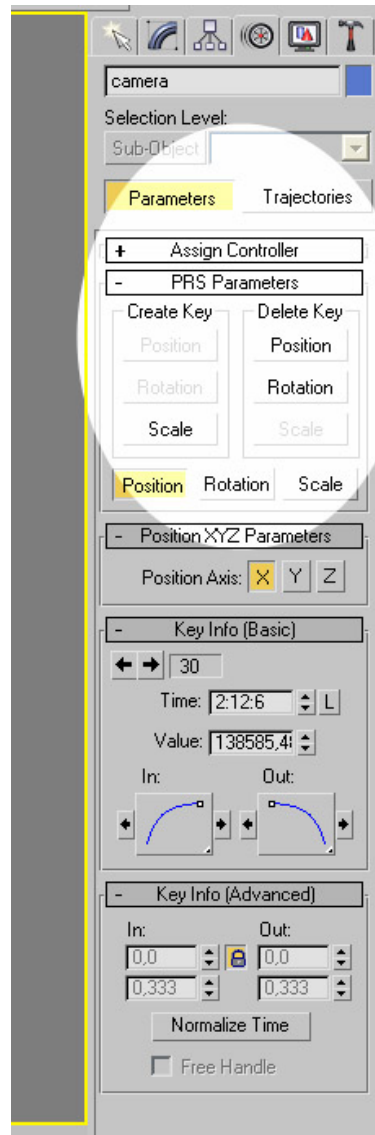 camera
Selection Level:
Sub-Object
Parameters Trajectories
+ Assign Controller
- PRS Parameters
Create Key Delete Key
Position Position
Rotation Rotation
Scale Scale
Position Rotation Scale
- Position XYZ Parameters
Position Axis: X Y Z
- Key Info (Basic)
30
Time: 2:12:6 L
Value: 138585,4
In: Out:
- Key Info (Advanced)
In: Out:
0,0 0,0
0,333 0,333
Normalize Time
Free Handle